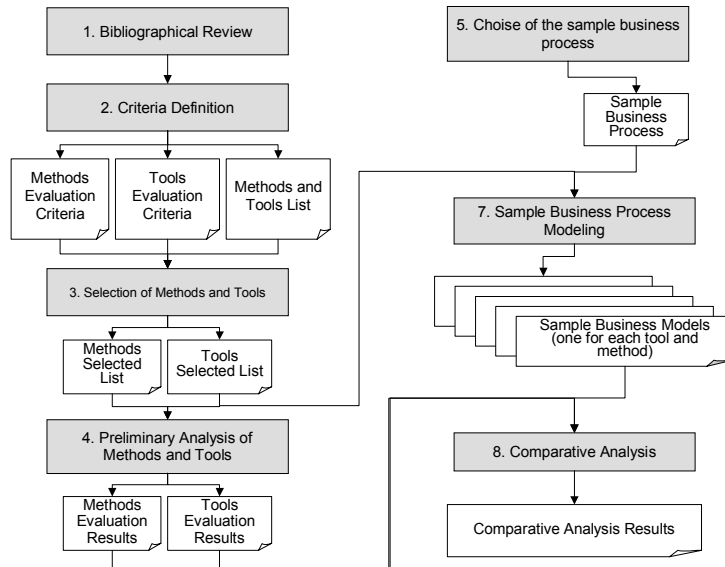 1. Bibliographical Review
2. Criteria Definition
Methods
Evaluation
Criteria
Tools
Evaluation
Criteria
Methods and
Tools List
3. Selection of Methods and Tools
Methods
Selected
List
Tools
Selected List
4. Preliminary Analysis of
Methods and Tools
Methods
Evaluation
Results
Tools
Evaluation
Results
5. Choise of the sample business
process
Sample
Business
Process
7. Sample Business Process
Modeling
Sample Business Models
(one for each tool and
method)
8. Comparative Analysis
Comparative Analysis Results